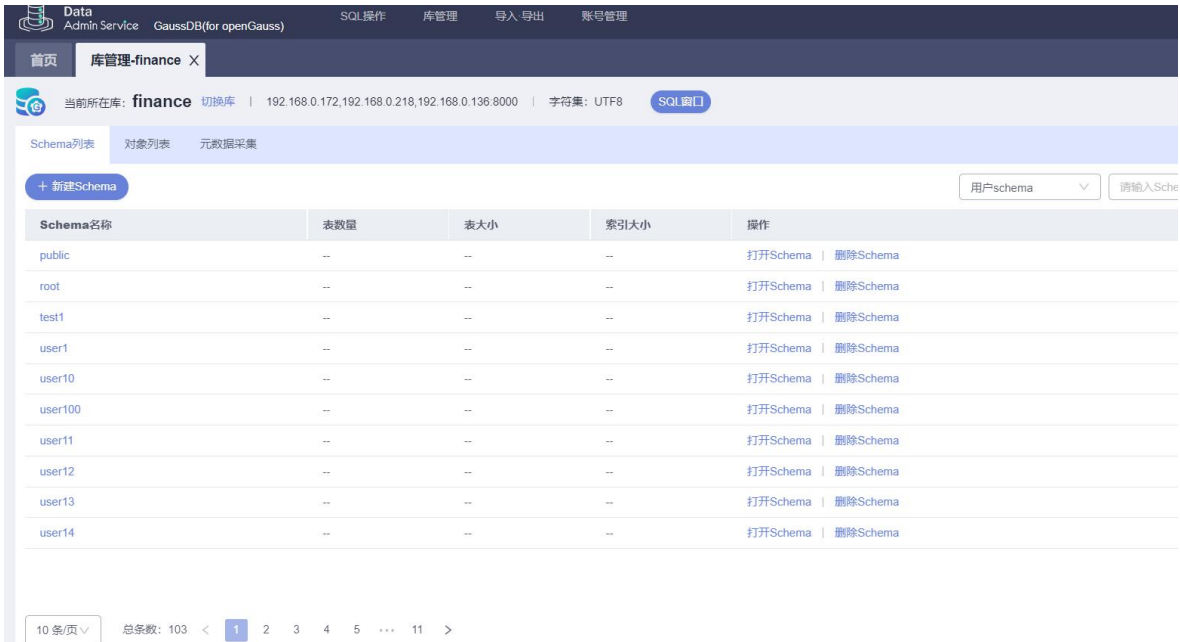 Data
Admin Service GaussDB(for openGauss) SQL操作 库管理 导入·导出 账号管理
首页 库管理-finance X
当前所在库: finance 切换库 | 192.168.0.172,192.168.0.218,192.168.0.136:8000 | 字符集: UTF8 SQL窗口
Schema列表 对象列表 元数据采集
+ 新建Schema 用户schema 请输入Sche
Schema名称 表数量 表大小 索引大小 操作
public -- -- -- 打开Schema | 删除Schema
root -- -- -- 打开Schema | 删除Schema
test1 -- -- -- 打开Schema | 删除Schema
user1 -- -- -- 打开Schema | 删除Schema
user10 -- -- -- 打开Schema | 删除Schema
user100 -- -- -- 打开Schema | 删除Schema
user11 -- -- -- 打开Schema | 删除Schema
user12 -- -- -- 打开Schema | 删除Schema
user13 -- -- -- 打开Schema | 删除Schema
user14 -- -- -- 打开Schema | 删除Schema
10 条/页 总条数: 103 < 1 2 3 4 5 ••• 11 >